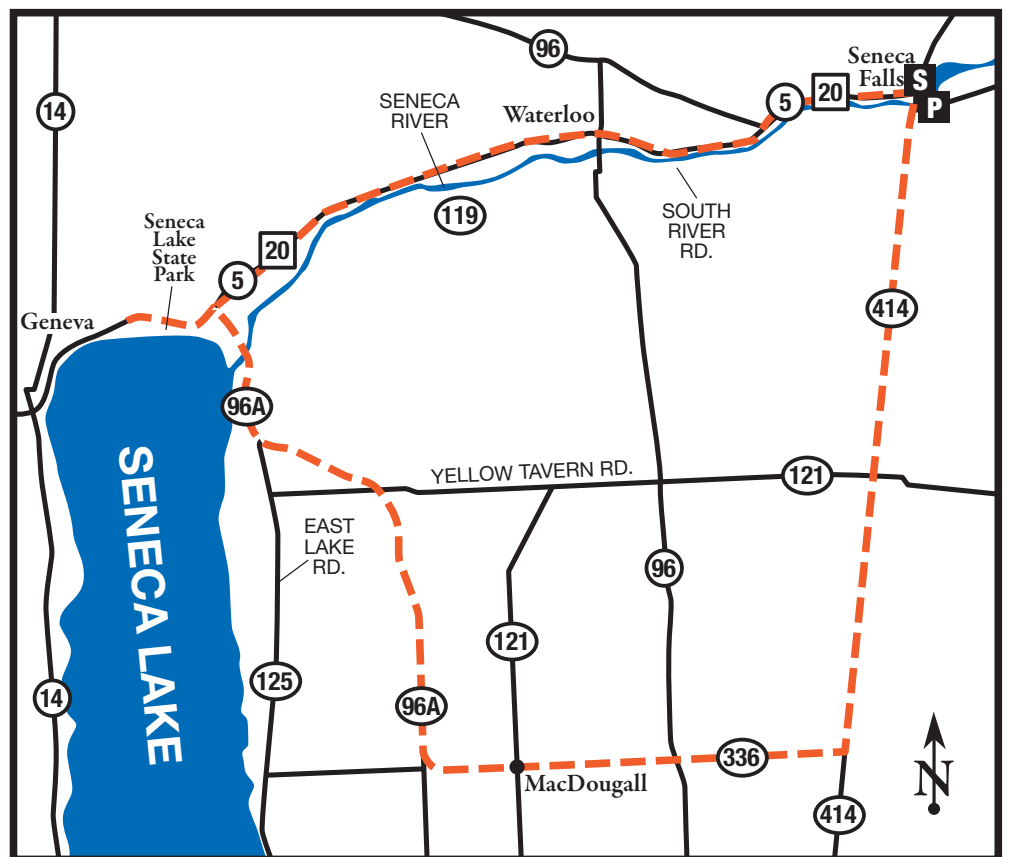 96
14
Seneca
Falls
S
P
5
20
SENECA
RIVER
Waterloo
119
SOUTH
RIVER
RD.
Seneca
Lake
State
Park
20
5
Geneva
414
96A
YELLOW TAVERN RD.
121
SENECA LAKE
EAST
LAKE
RD.
96
121
125
14
96A
336
MacDougall
N
414